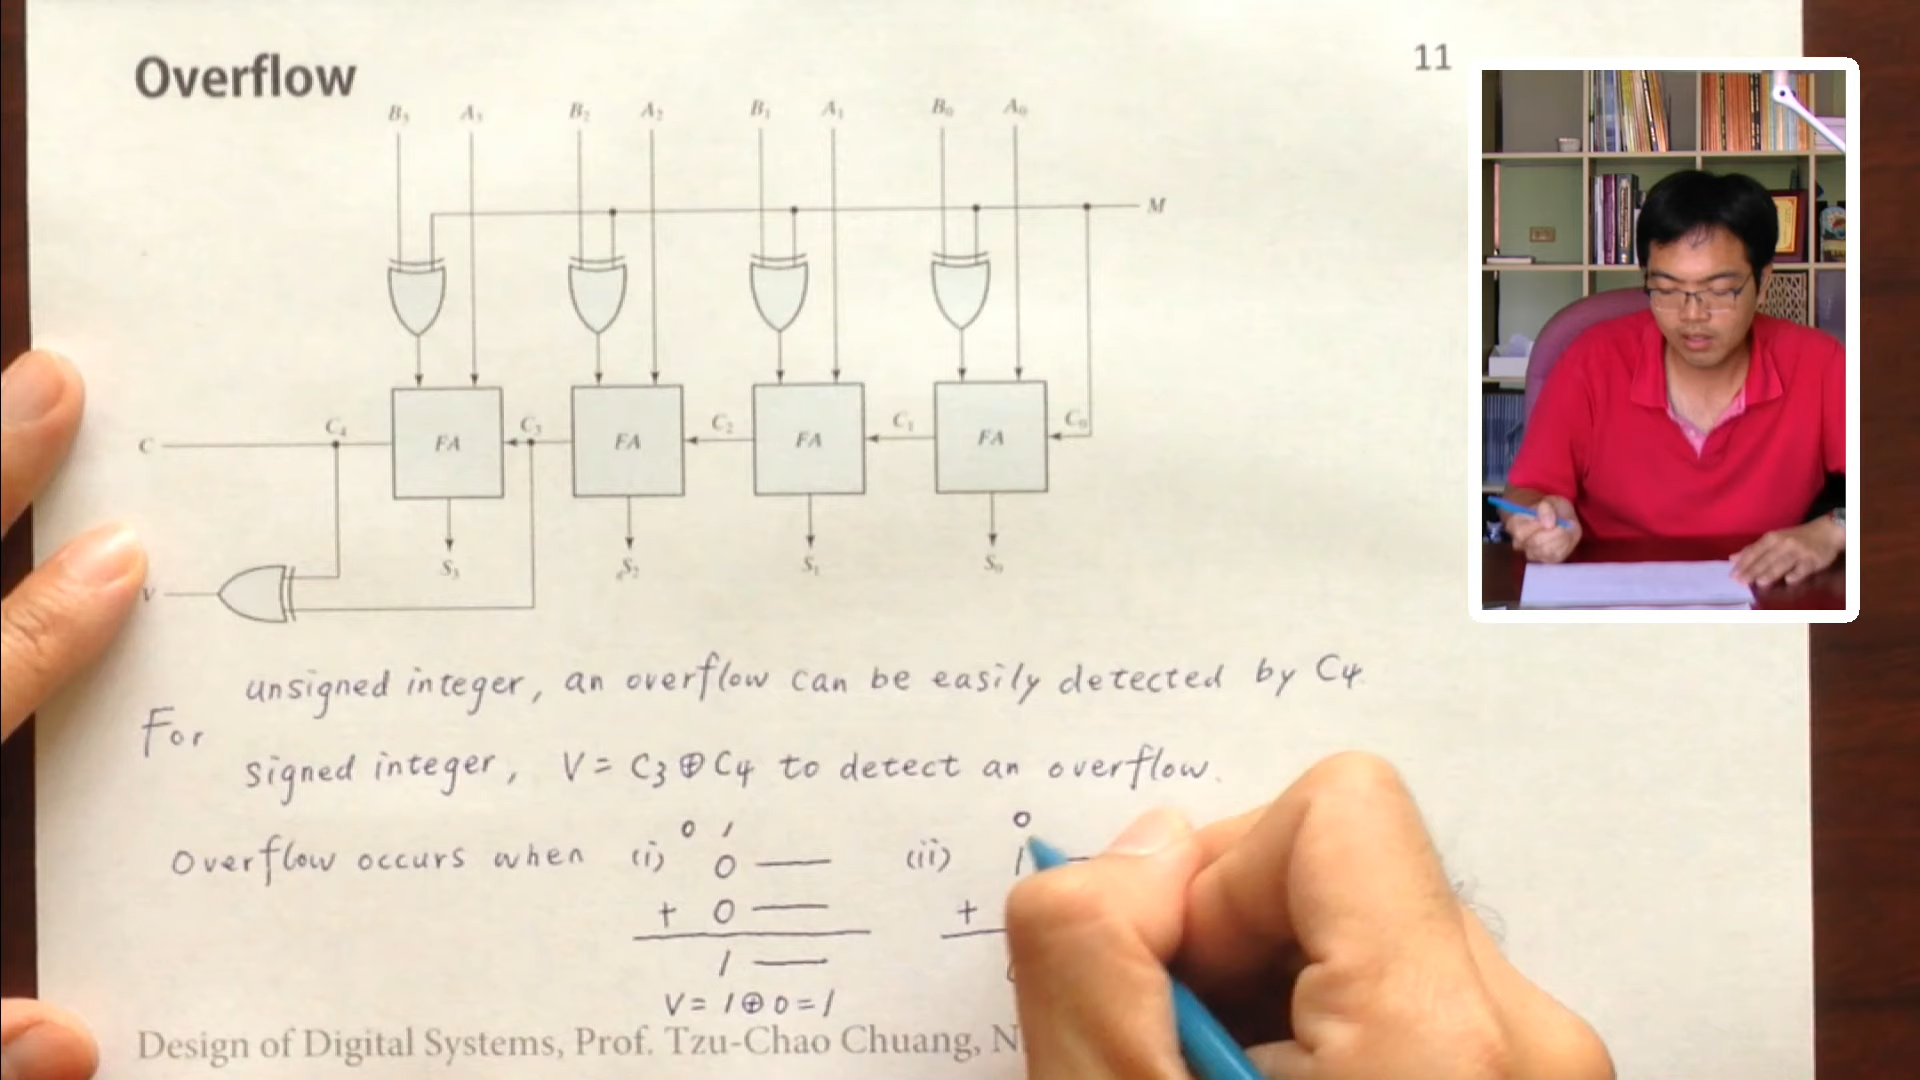 Overflow
11
B₃ A₃ B₂ A₂ B₁ A₁ B₀ A₀
M
C C₄ FA C₃ FA C₂ FA C₁ FA C₀
S₃ S₂ S₁ S₀
V
unsigned integer, an overflow can be easily detected by C4
For
signed integer, V = C3 ⊕ C4 to detect an overflow.
0 1 0
Overflow occurs when (i) 0 — (ii) 1 —
+ 0 — +
1 —
V = 1 ⊕ 0 = 1
Design of Digital Systems, Prof. Tzu-Chao Chuang, N